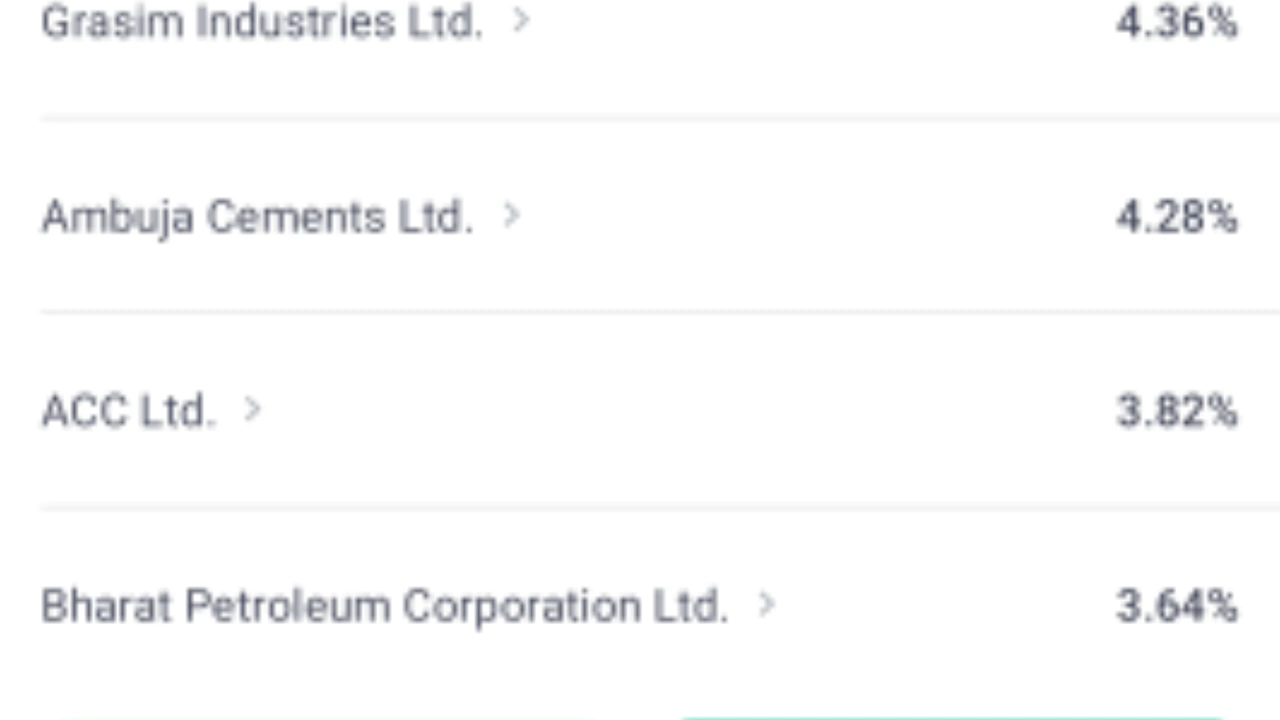 Grasim Industries Ltd. > 4.36%
Ambuja Cements Ltd. > 4.28%
ACC Ltd. > 3.82%
Bharat Petroleum Corporation Ltd. > 3.64%